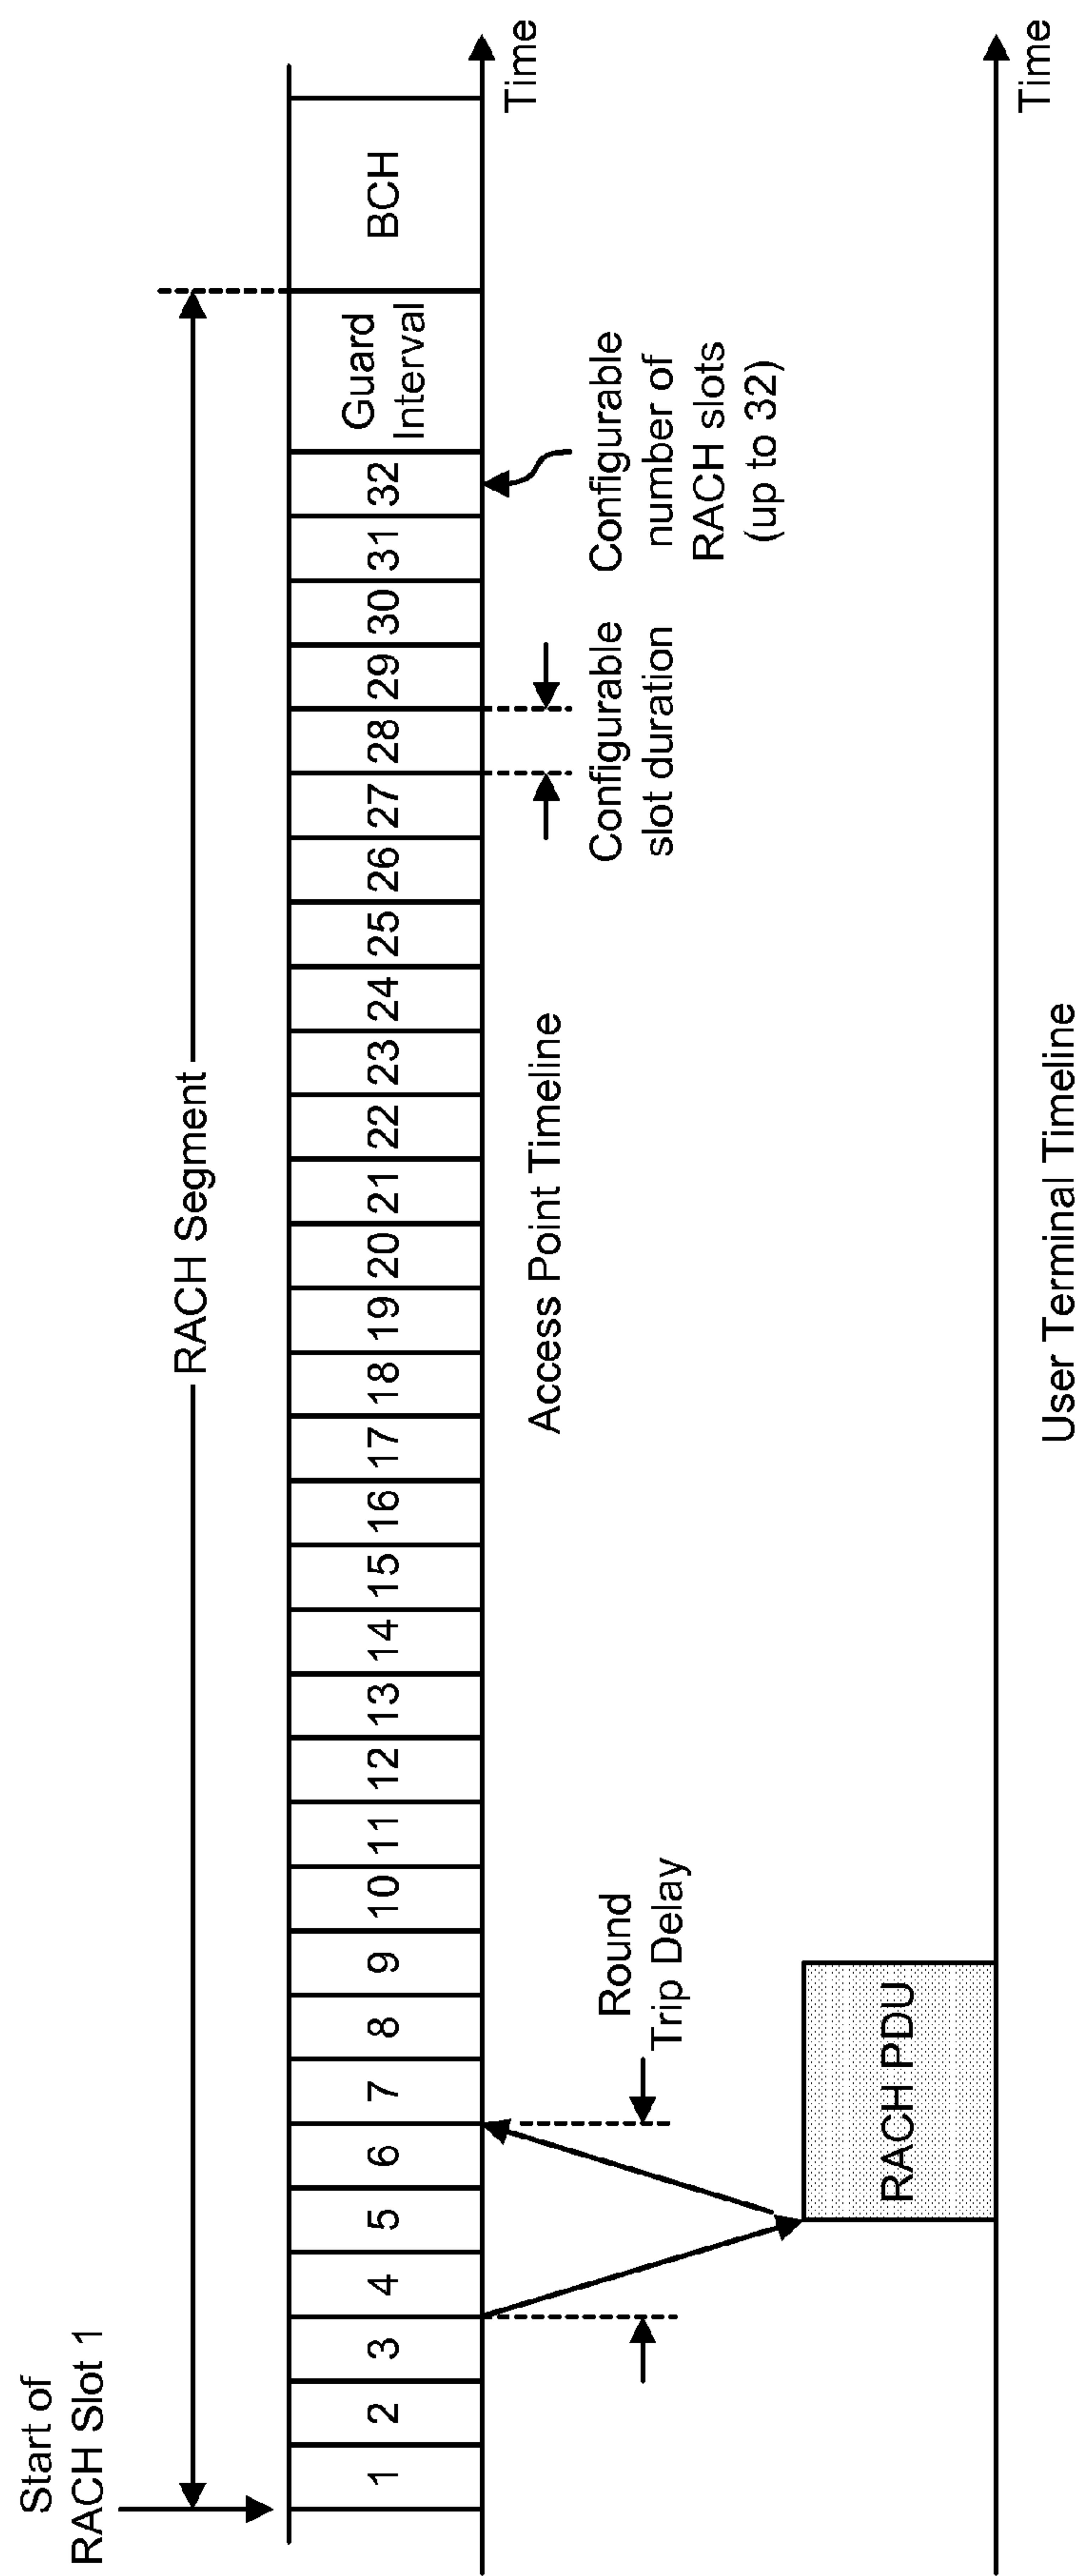 Start of
RACH Slot 1
RACH Segment
1 2 3 4 5 6 7 8 9 10 11 12 13 14 15 16 17 18 19 20 21 22 23 24 25 26 27 28 29 30 31 32
Guard
Interval
BCH
Time
Access Point Timeline
Configurable
slot duration
Configurable
number of
RACH slots
(up to 32)
Round
Trip Delay
RACH PDU
Time
User Terminal Timeline